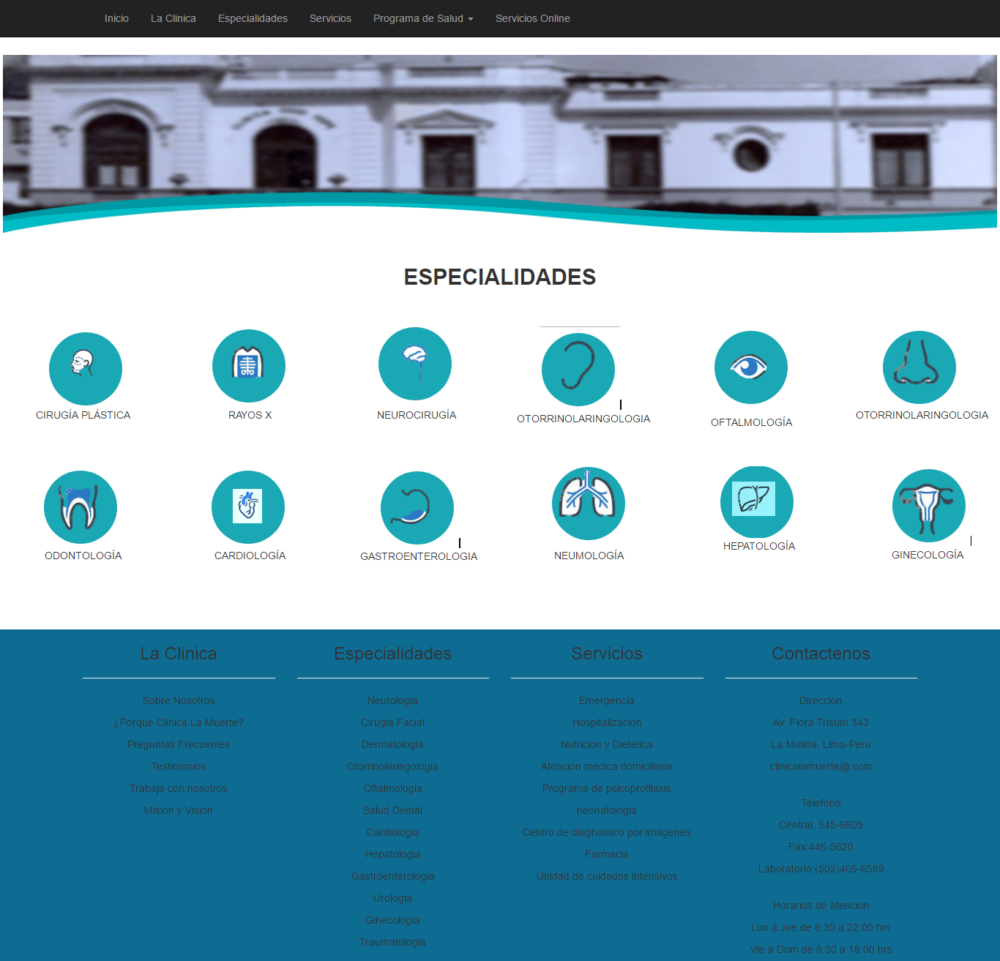 Inicio La Clinica Especialidades Servicios Programa de Salud Servicios Online
ESPECIALIDADES
CIRUGÍA PLÁSTICA RAYOS X NEUROCIRUGÍA OTORRINOLARINGOLOGIA OFTALMOLOGÍA OTORRINOLARINGOLOGIA
ODONTOLOGÍA CARDIOLOGÍA GASTROENTEROLOGIA NEUMOLOGÍA HEPATOLOGÍA GINECOLOGÍA
La Clinica
Sobre Nosotros
¿Porque Clinica La Muerte?
Preguntas Frecuentes
Testimonios
Trabaja con nosotros
Mision y Vision
Especialidades
Neurologia
Cirugia Facial
Dermatologia
Otorrinolaringologia
Oftalmologia
Salud Dental
Cardiologia
Hepatologia
Gastroenterologia
Urologia
Ginecologia
Traumatologia
Servicios
Emergencia
Hospitalizacion
Nutricion y Dietetica
Atencion medica domiciliaria
Programa de psicoprofilaxis
neonatologia
Centro de diagnostico por imagenes
Farmacia
Unidad de cuidados intensivos
Contactenos
Direccion
Av. Flora Tristan 343
La Molina, Lima-Peru
clinicalamuerte@.com
Telefono
Central: 545-6605
Fax:446-5620
Laboratorio:(502)405-6589
Horarios de atencion
Lun a Jue de 8:30 a 22:00 hrs
Vie a Dom de 8:30 a 18:00 hrs